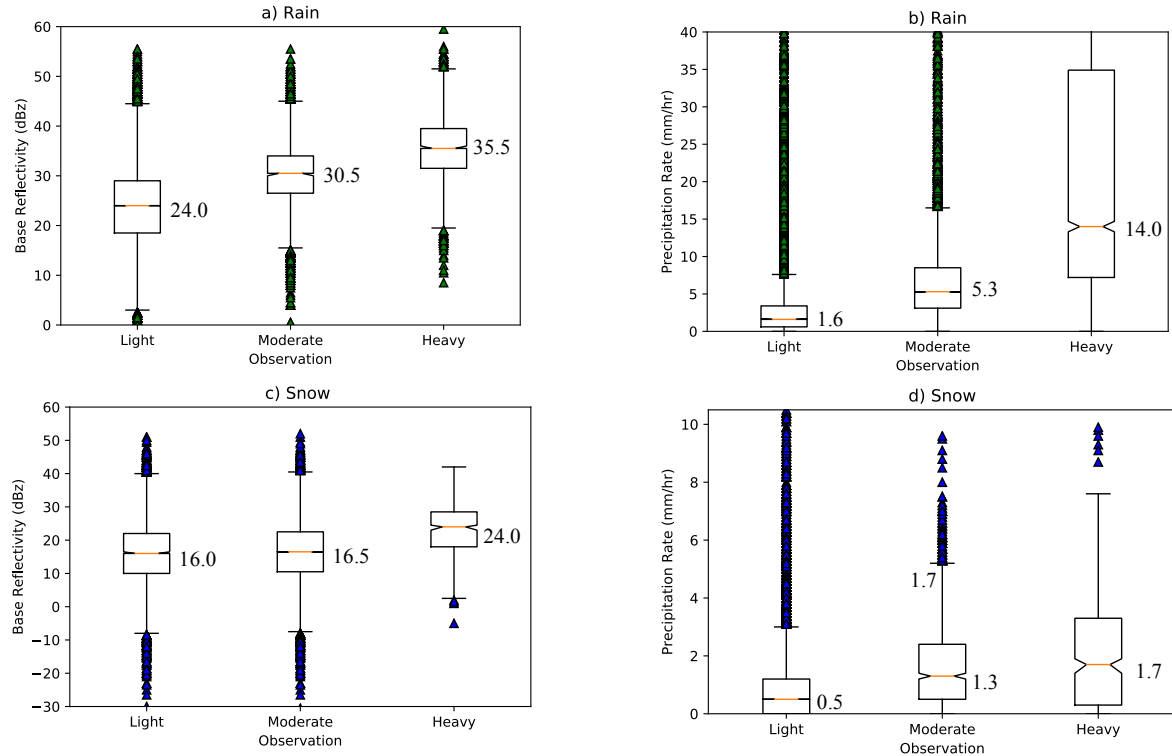 a) Rain
Base Reflectivity (dBz)
60
50
40
30
20
10
0
24.0
30.5
35.5
Light
Moderate
Heavy
Observation
b) Rain
Precipitation Rate (mm/hr)
40
35
30
25
20
15
10
5
0
1.6
5.3
14.0
Light
Moderate
Heavy
Observation
c) Snow
Base Reflectivity (dBz)
60
50
40
30
20
10
0
−10
−20
−30
16.0
16.5
24.0
Light
Moderate
Heavy
Observation
d) Snow
Precipitation Rate (mm/hr)
10
8
6
4
2
0
1.7
0.5
1.3
1.7
Light
Moderate
Heavy
Observation